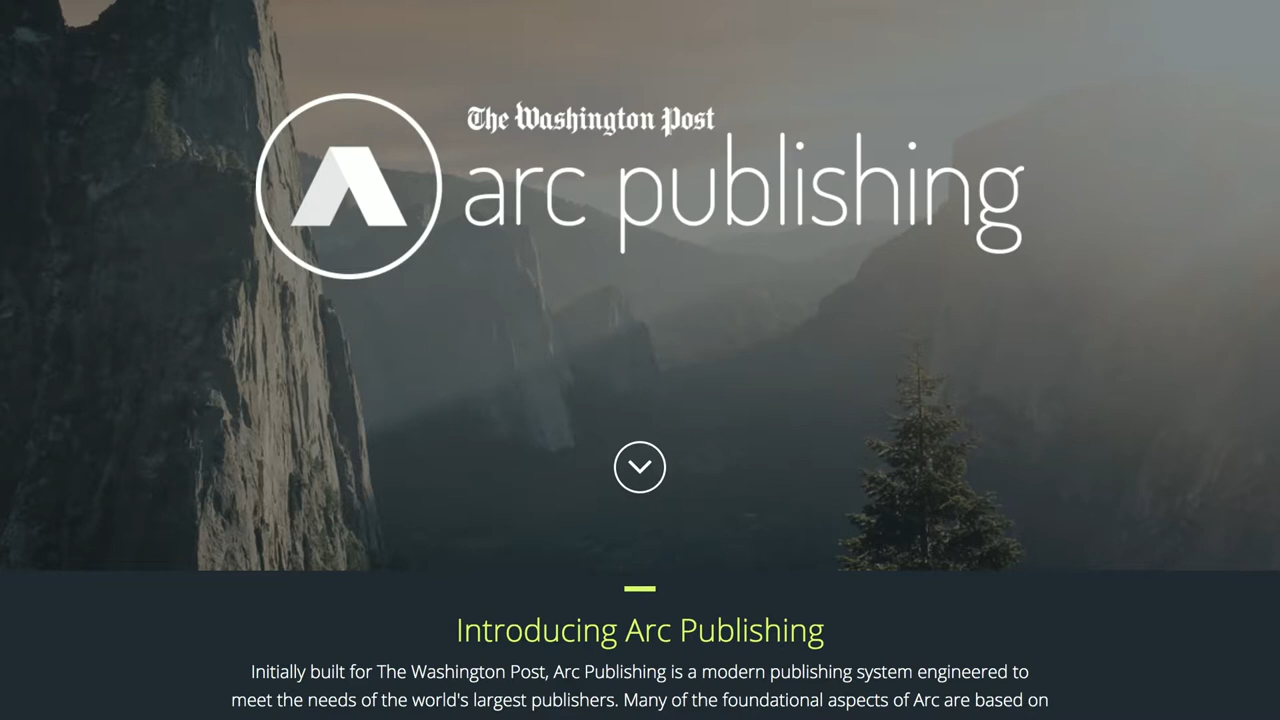 The Washington Post
arc publishing
Introducing Arc Publishing
Initially built for The Washington Post, Arc Publishing is a modern publishing system engineered to
meet the needs of the world's largest publishers. Many of the foundational aspects of Arc are based on